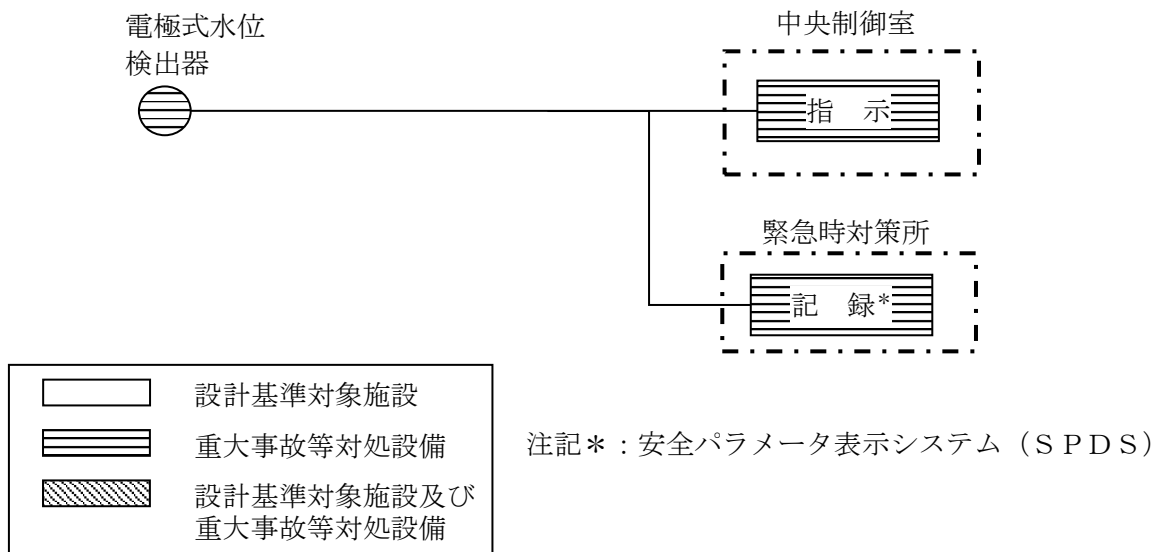 電極式水位
検出器
中央制御室
指　示
緊急時対策所
記　録*
設計基準対象施設
重大事故等対処設備
設計基準対象施設及び
重大事故等対処設備
注記＊：安全パラメータ表示システム（ＳＰＤＳ）